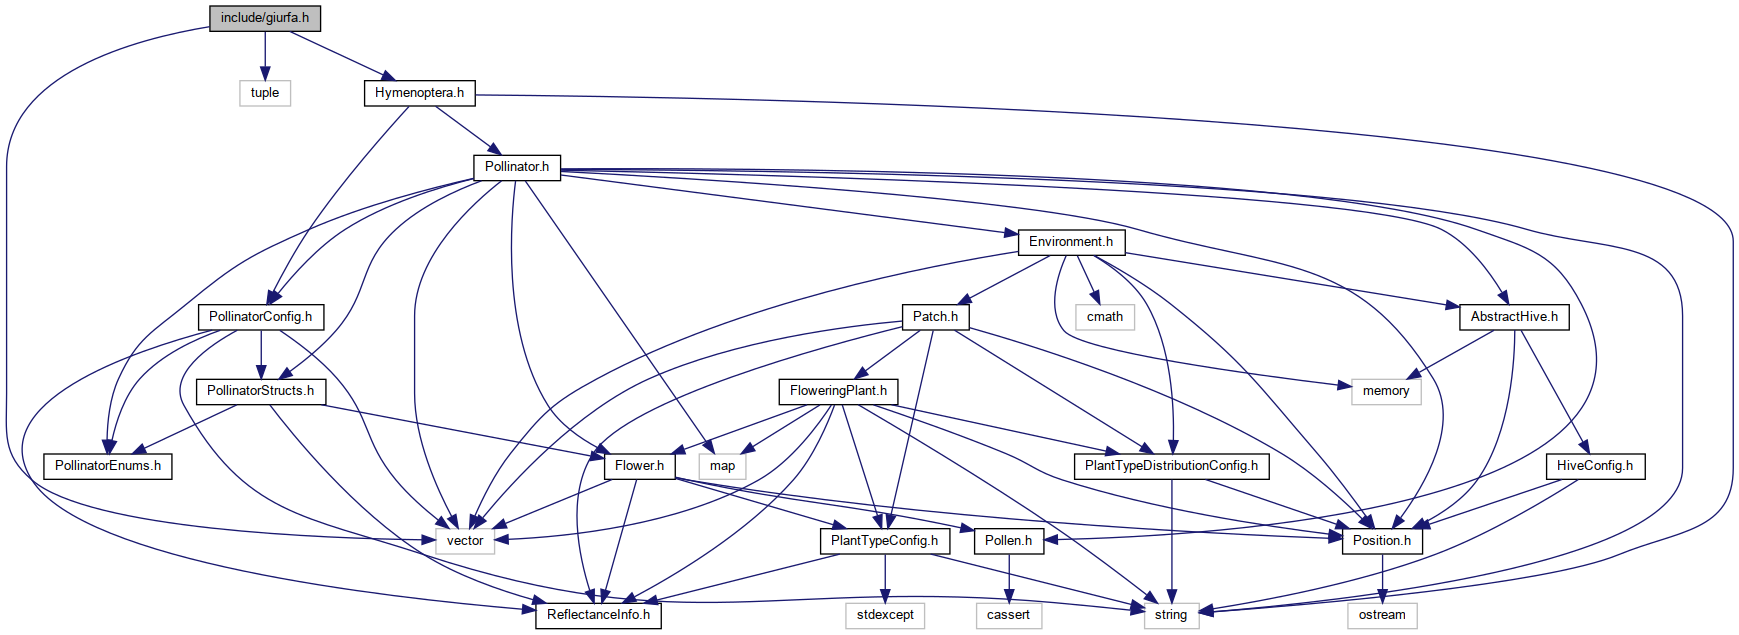 include/giurfa.h
tuple
Hymenoptera.h
Pollinator.h
Environment.h
PollinatorConfig.h
Patch.h
cmath
AbstractHive.h
PollinatorStructs.h
FloweringPlant.h
memory
PollinatorEnums.h
Flower.h
map
PlantTypeDistributionConfig.h
HiveConfig.h
vector
PlantTypeConfig.h
Pollen.h
Position.h
ReflectanceInfo.h
stdexcept
cassert
string
ostream